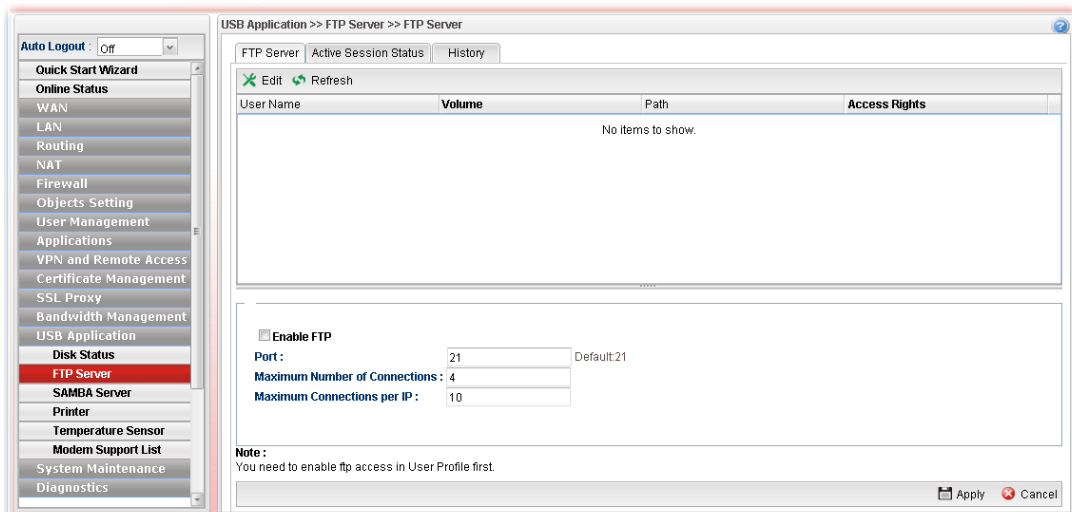 USB Application >> FTP Server >> FTP Server
Auto Logout : Off
Quick Start Wizard
Online Status
WAN
LAN
Routing
NAT
Firewall
Objects Setting
User Management
Applications
VPN and Remote Access
Certificate Management
SSL Proxy
Bandwidth Management
USB Application
Disk Status
FTP Server
SAMBA Server
Printer
Temperature Sensor
Modem Support List
System Maintenance
Diagnostics
FTP Server Active Session Status History
Edit Refresh
User Name Volume Path Access Rights
No items to show.
Enable FTP
Port : 21 Default:21
Maximum Number of Connections : 4
Maximum Connections per IP : 10
Note :
You need to enable ftp access in User Profile first.
Apply Cancel